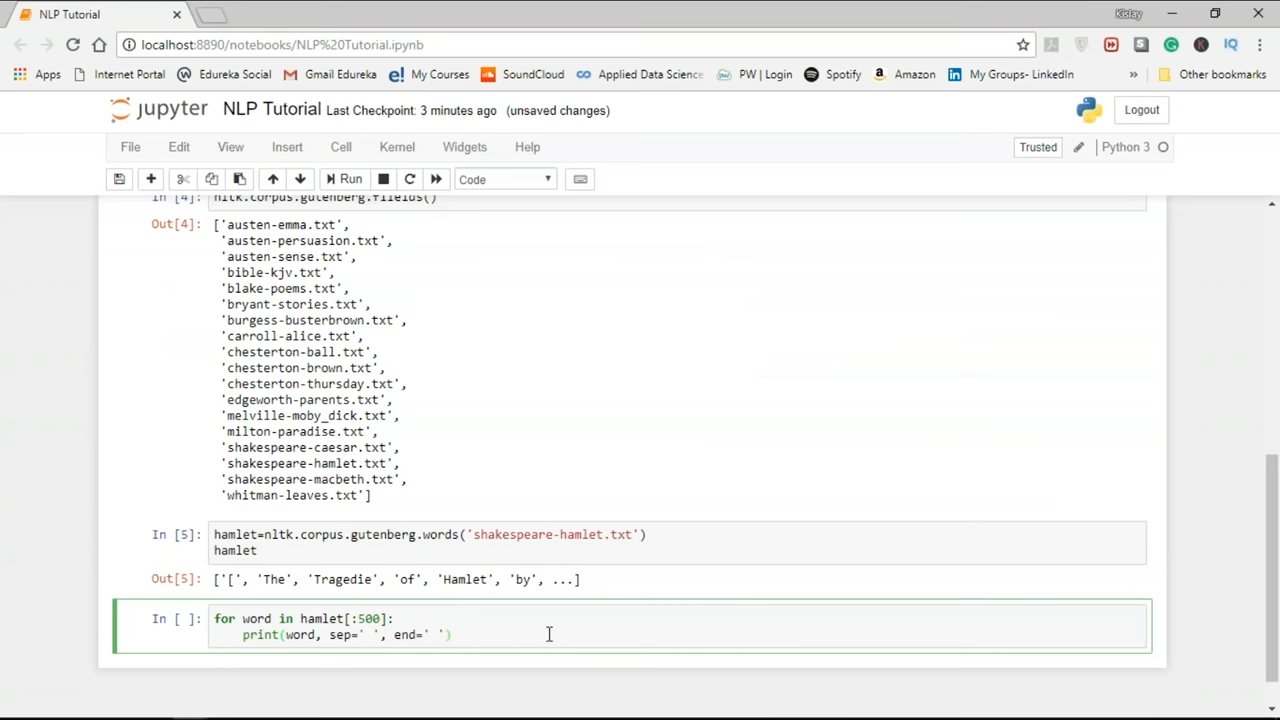 NLP Tutorial
Kislay
localhost:8890/notebooks/NLP%20Tutorial.ipynb
Apps Internet Portal Edureka Social Gmail Edureka My Courses SoundCloud Applied Data Science PW | Login Spotify Amazon My Groups- LinkedIn » Other bookmarks
jupyter NLP Tutorial Last Checkpoint: 3 minutes ago (unsaved changes) Logout
File Edit View Insert Cell Kernel Widgets Help Trusted Python 3
Run Code
In [4]: nltk.corpus.gutenberg.fileids()
Out[4]: ['austen-emma.txt',
'austen-persuasion.txt',
'austen-sense.txt',
'bible-kjv.txt',
'blake-poems.txt',
'bryant-stories.txt',
'burgess-busterbrown.txt',
'carroll-alice.txt',
'chesterton-ball.txt',
'chesterton-brown.txt',
'chesterton-thursday.txt',
'edgeworth-parents.txt',
'melville-moby_dick.txt',
'milton-paradise.txt',
'shakespeare-caesar.txt',
'shakespeare-hamlet.txt',
'shakespeare-macbeth.txt',
'whitman-leaves.txt']
In [5]: hamlet=nltk.corpus.gutenberg.words('shakespeare-hamlet.txt')
hamlet
Out[5]: ['[', 'The', 'Tragedie', 'of', 'Hamlet', 'by', ...]
In [ ]: for word in hamlet[:500]:
print(word, sep=' ', end=' ')